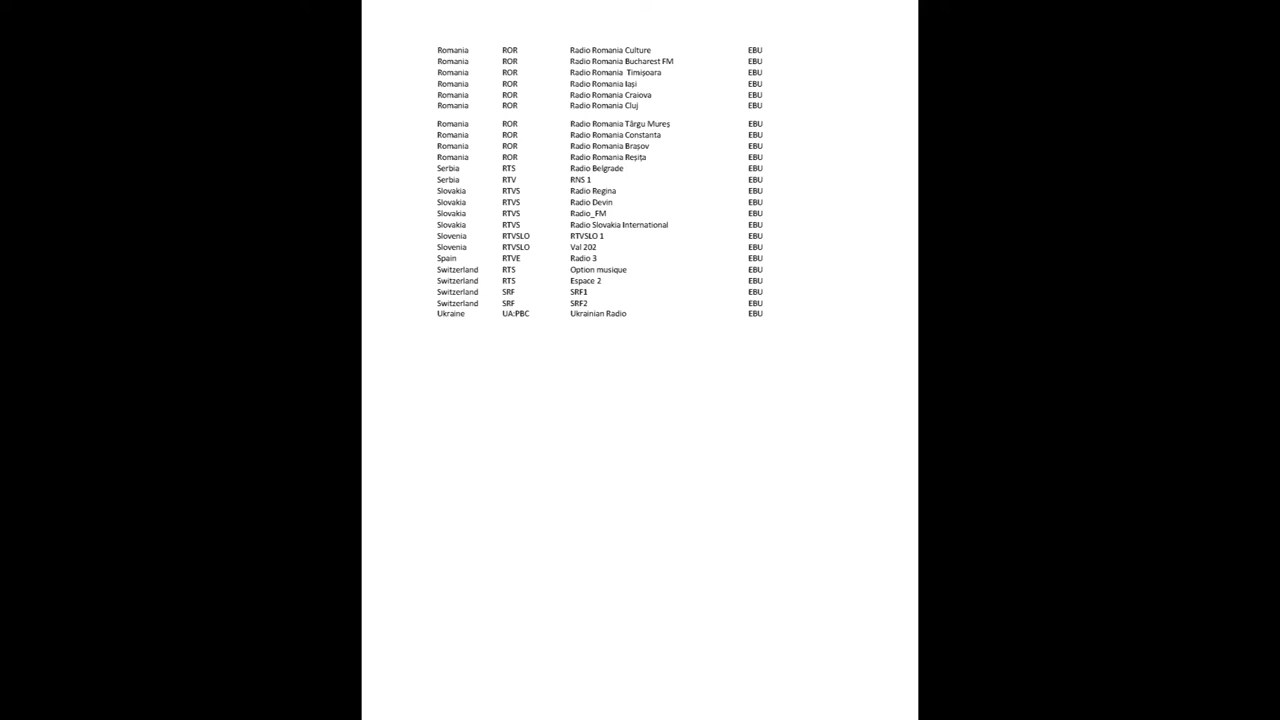 Romania ROR Radio Romania Culture EBU
Romania ROR Radio Romania Bucharest FM EBU
Romania ROR Radio Romania Timișoara EBU
Romania ROR Radio Romania Iași EBU
Romania ROR Radio Romania Craiova EBU
Romania ROR Radio Romania Cluj EBU
Romania ROR Radio Romania Târgu Mureș EBU
Romania ROR Radio Romania Constanta EBU
Romania ROR Radio Romania Brașov EBU
Romania ROR Radio Romania Reșița EBU
Serbia RTS Radio Belgrade EBU
Serbia RTV RNS 1 EBU
Slovakia RTVS Radio Regina EBU
Slovakia RTVS Radio Devin EBU
Slovakia RTVS Radio_FM EBU
Slovakia RTVS Radio Slovakia International EBU
Slovenia RTVSLO RTVSLO 1 EBU
Slovenia RTVSLO Val 202 EBU
Spain RTVE Radio 3 EBU
Switzerland RTS Option musique EBU
Switzerland RTS Espace 2 EBU
Switzerland SRF SRF1 EBU
Switzerland SRF SRF2 EBU
Ukraine UA:PBC Ukrainian Radio EBU